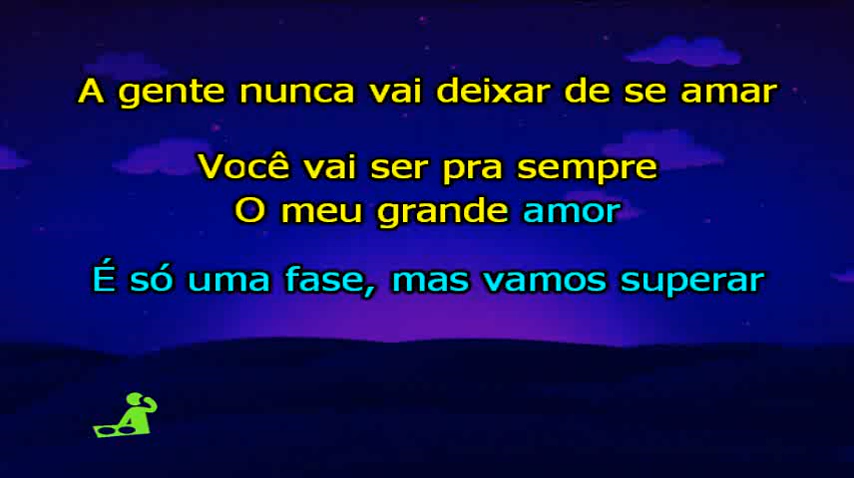 A gente nunca vai deixar de se amar
Você vai ser pra sempre
O meu grande amor
É só uma fase, mas vamos superar